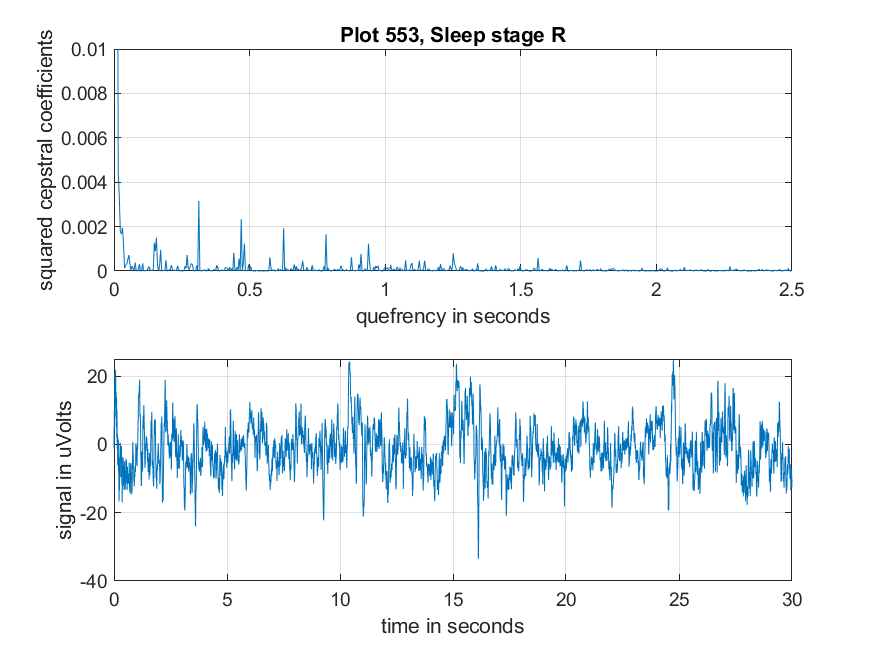 Plot 553, Sleep stage R
squared cepstral coefficients
0.01
0.008
0.006
0.004
0.002
0
0 0.5 1 1.5 2 2.5
quefrency in seconds
signal in uVolts
20
0
-20
-40
0 5 10 15 20 25 30
time in seconds